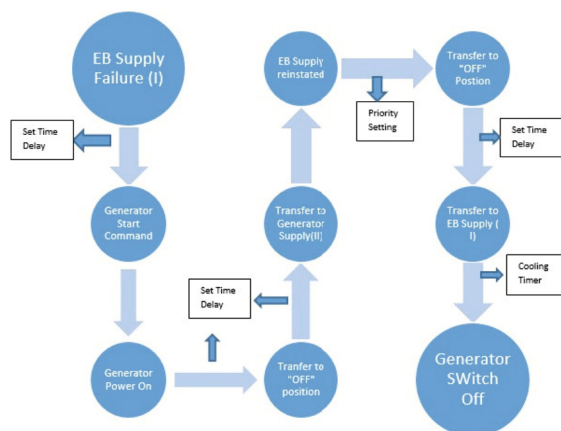 EB Supply
Failure (I)
Set Time
Delay
Generator
Start
Command
Generator
Power On
Set Time
Delay
Tranfer to
"OFF"
position
Transfer to
Generator
Supply(II)
EB Supply
reinstated
Priority
Setting
Transfer to
"OFF"
Postion
Set Time
Delay
Transfer to
EB Supply (
I)
Cooling
Timer
Generator
SWitch
Off